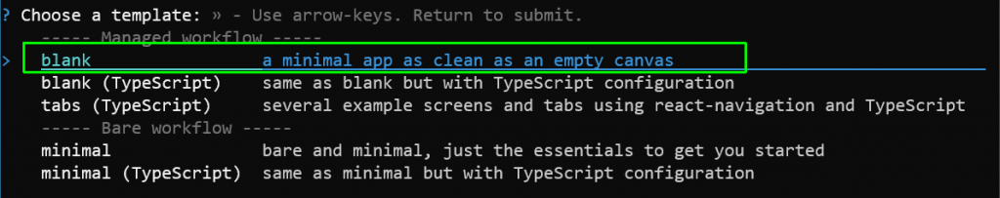 ? Choose a template: » - Use arrow-keys. Return to submit.
----- Managed workflow -----
> blank a minimal app as clean as an empty canvas
blank (TypeScript) same as blank but with TypeScript configuration
tabs (TypeScript) several example screens and tabs using react-navigation and TypeScript
----- Bare workflow -----
minimal bare and minimal, just the essentials to get you started
minimal (TypeScript) same as minimal but with TypeScript configuration